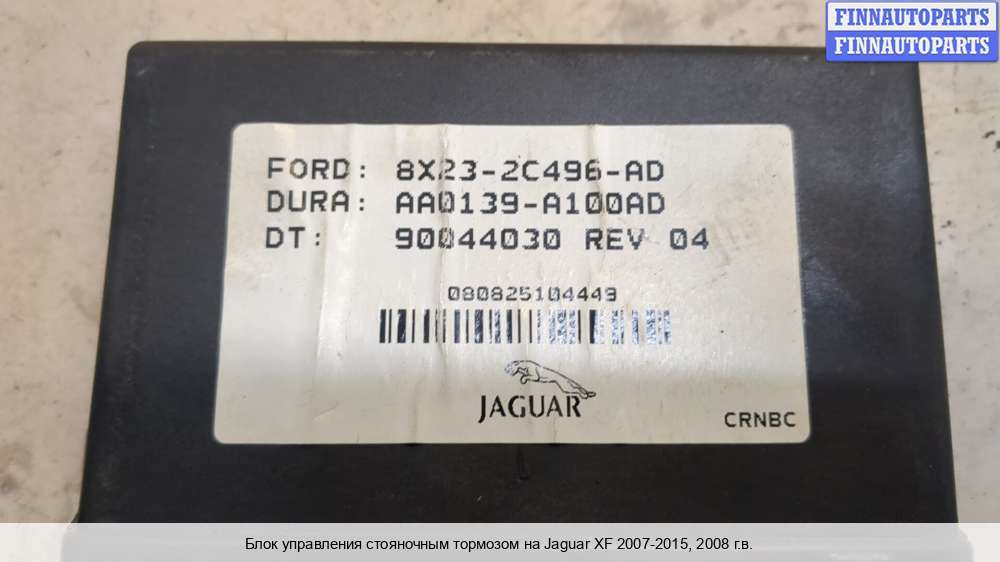 FINNAUTOPARTS
FINNAUTOPARTS
FORD: 8X23-2C496-AD
DURA: AA0139-A100AD
DT: 90044030 REV 04
080825104449
JAGUAR
CRNBC
Блок управления стояночным тормозом на Jaguar XF 2007-2015, 2008 г.в.